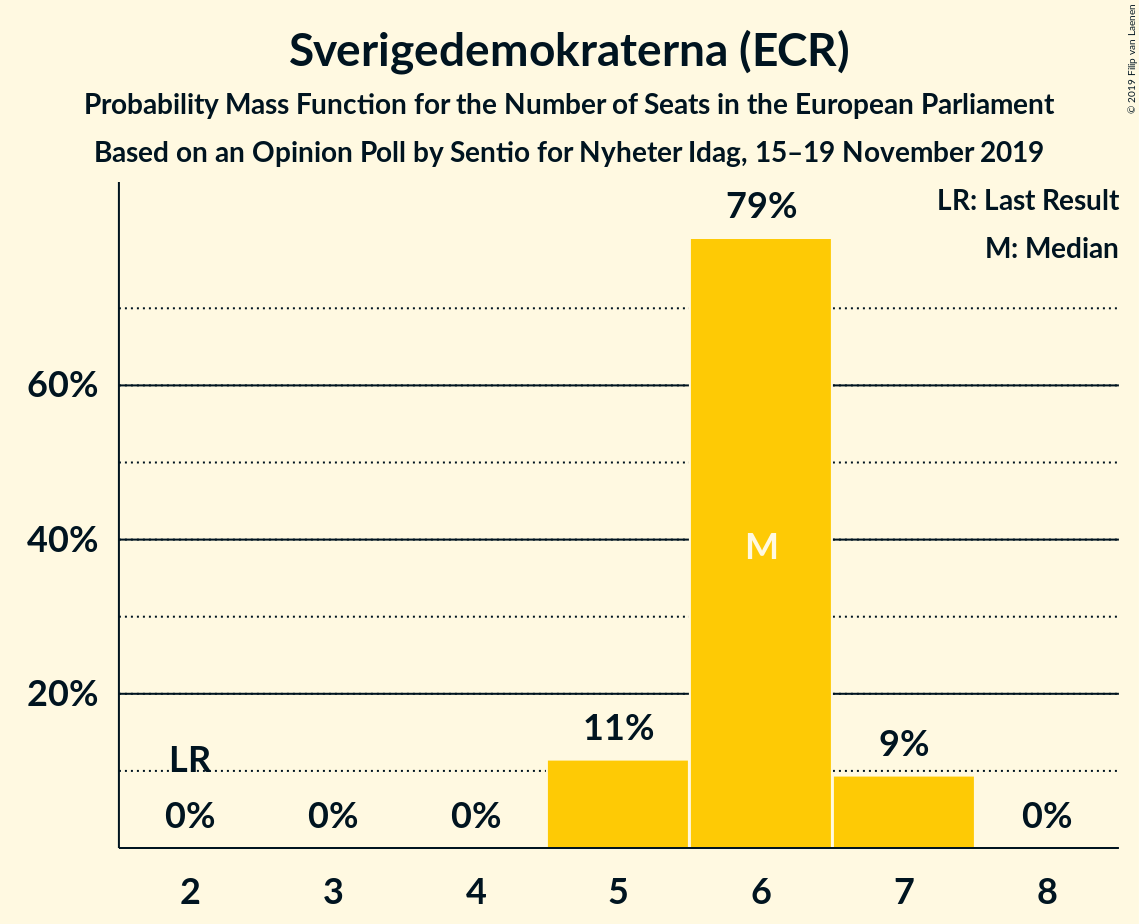 Sverigedemokraterna (ECR)
Probability Mass Function for the Number of Seats in the European Parliament
Based on an Opinion Poll by Sentio for Nyheter Idag, 15–19 November 2019
© 2019 Filip van Laenen
LR: Last Result
M: Median
79%
60%
40%
M
20%
11%
9%
LR
0%
0%
0%
0%
2
3
4
5
6
7
8